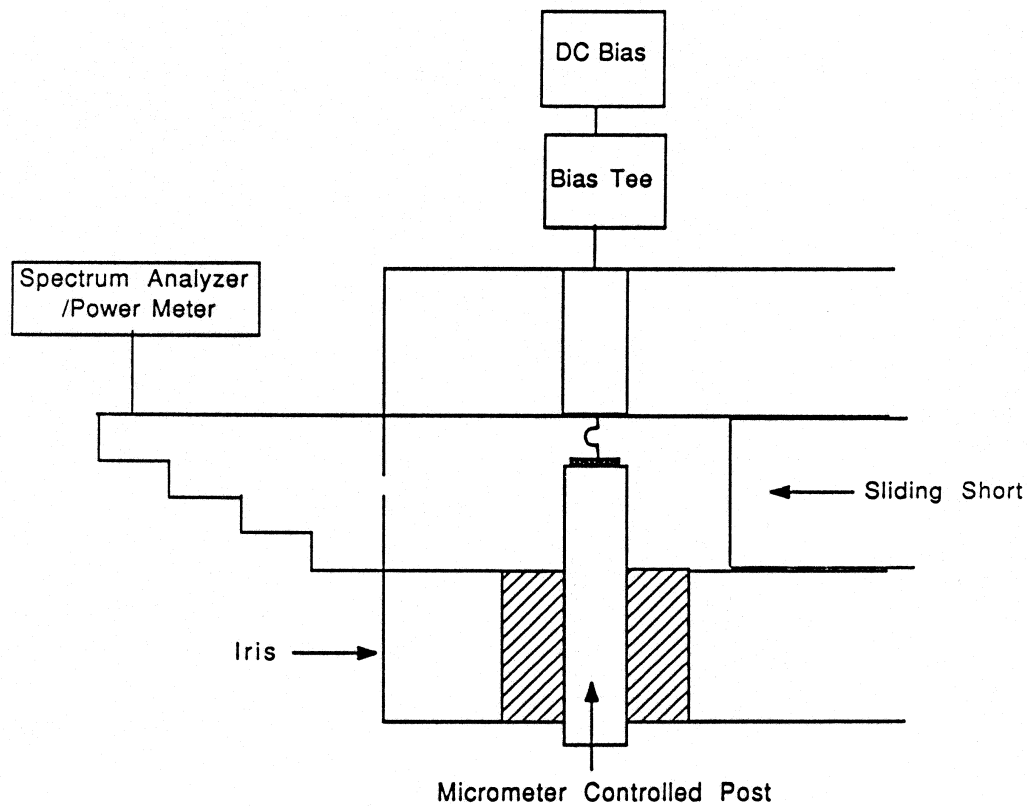 DC Bias
Bias Tee
Spectrum Analyzer
/Power Meter
Sliding Short
Iris
Micrometer Controlled Post